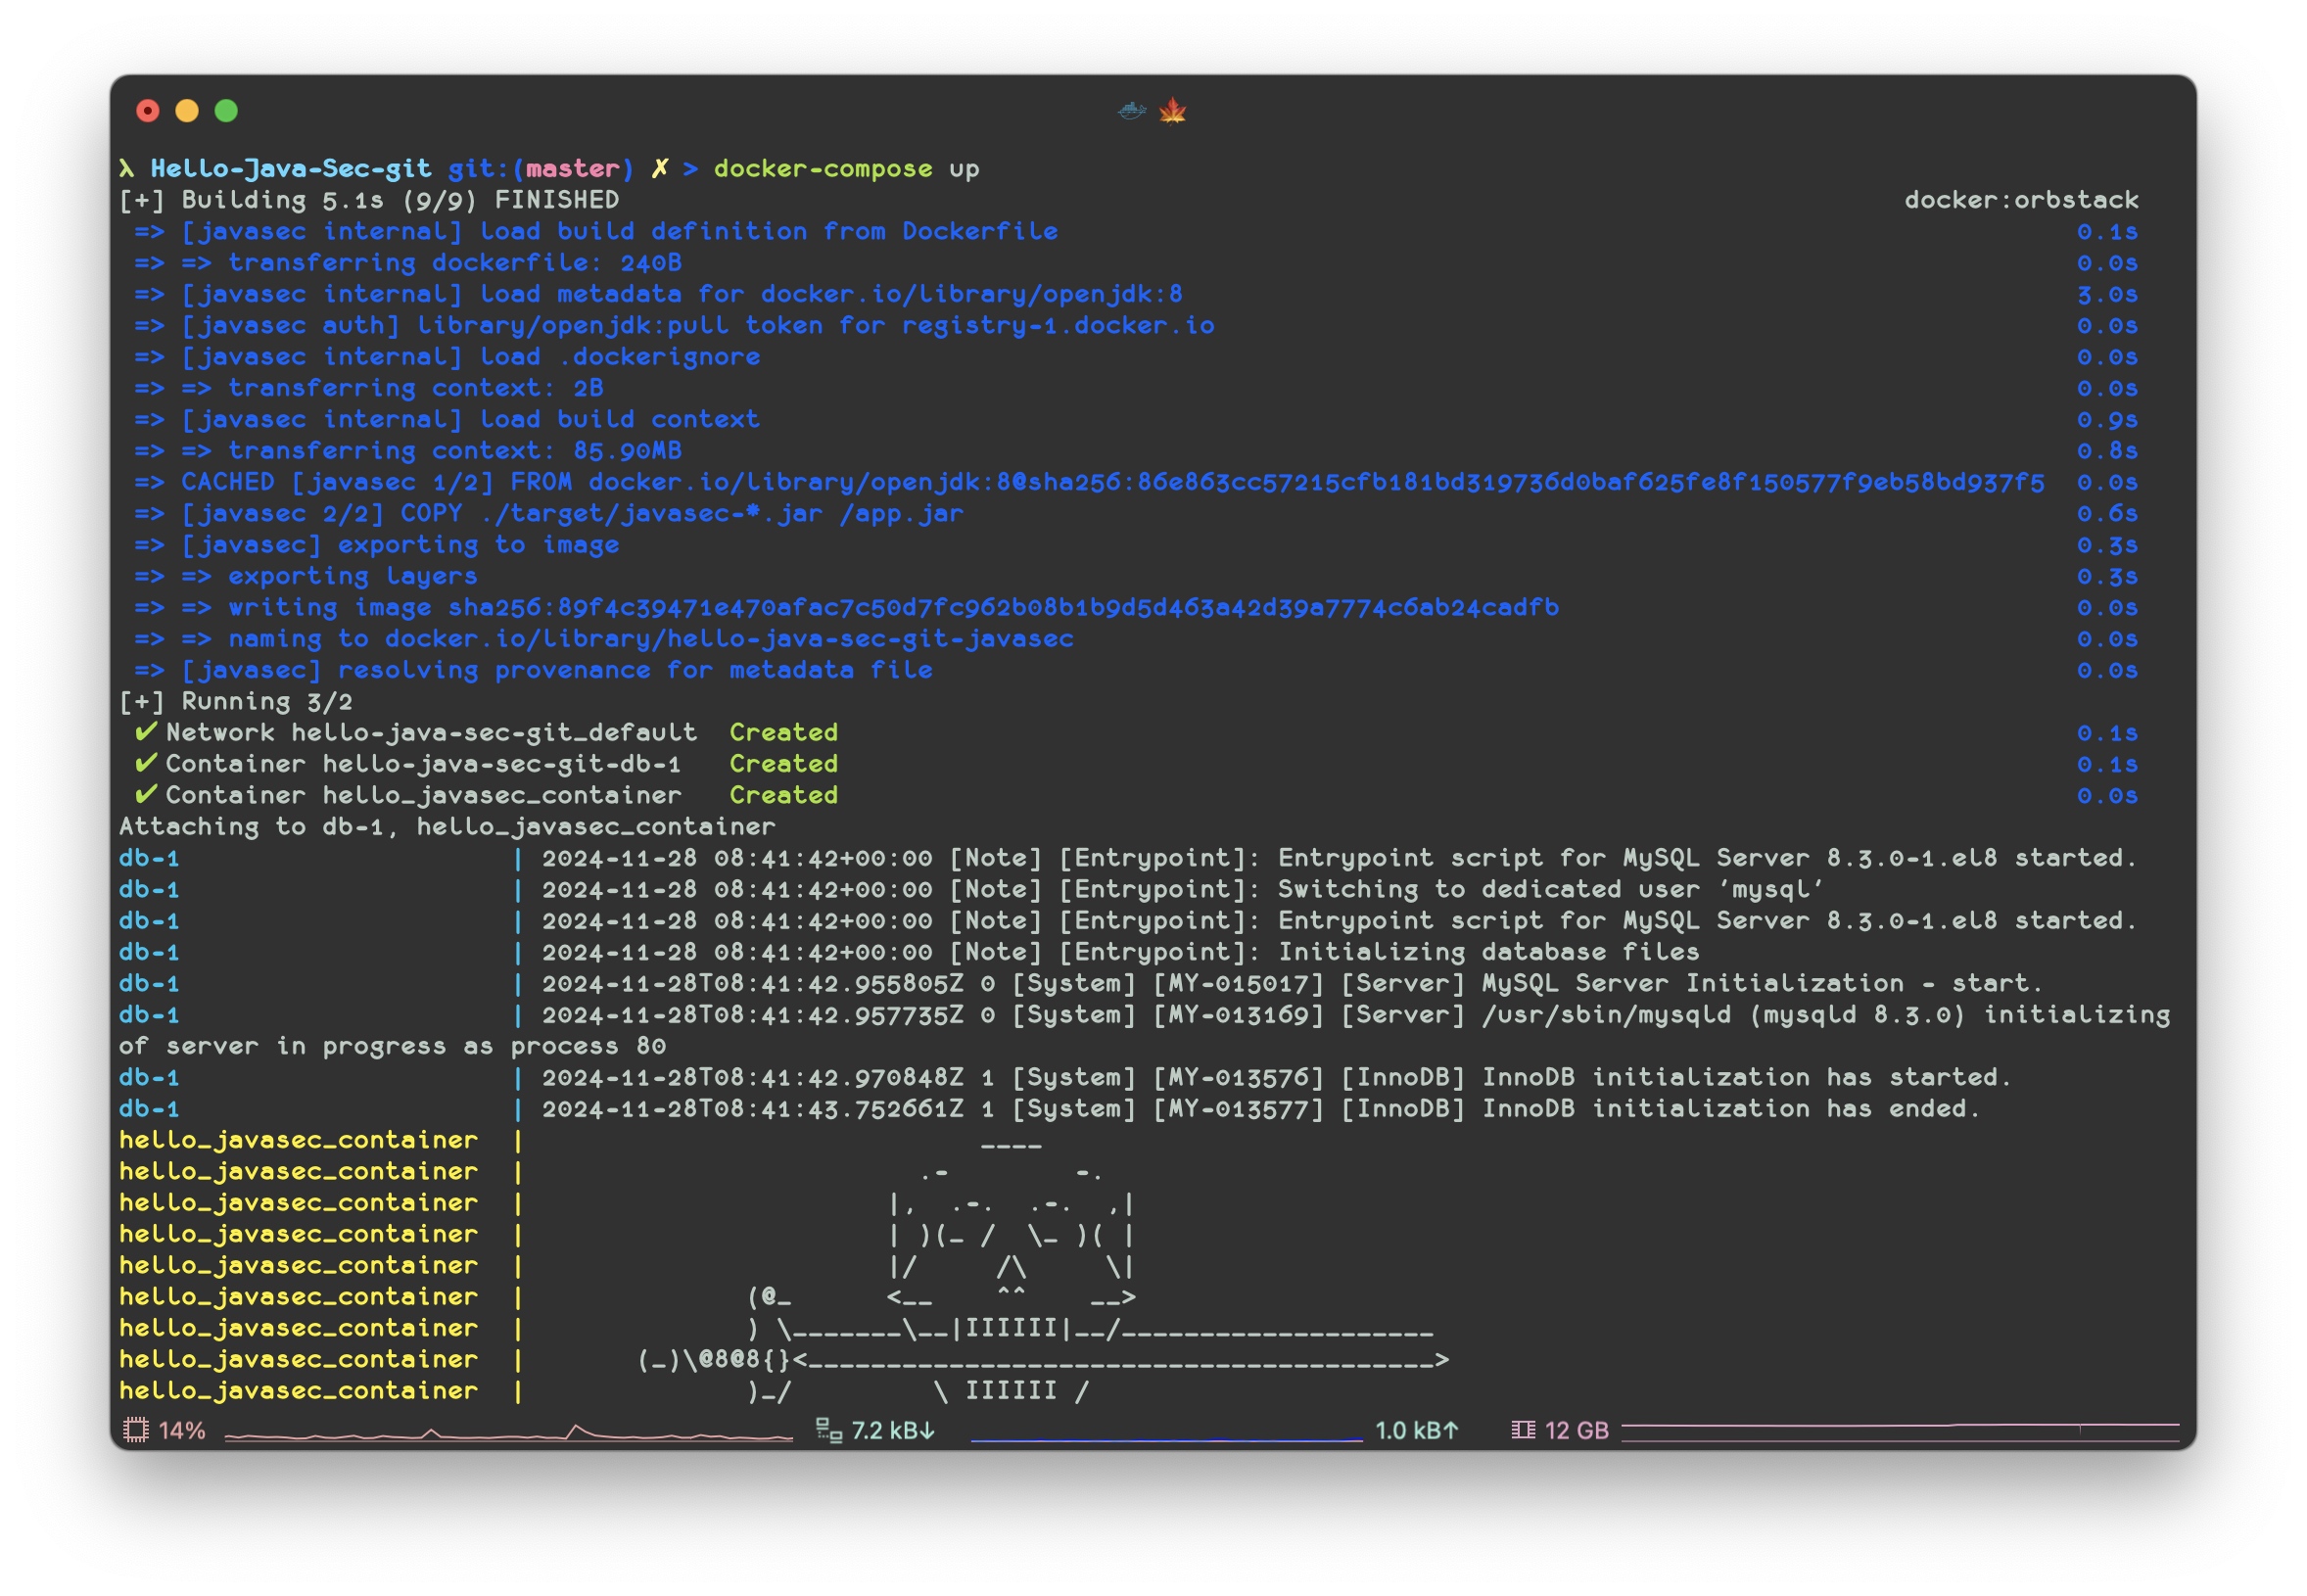 λ Hello-Java-Sec-git git:(master) ✗ > docker-compose up
[+] Building 5.1s (9/9) FINISHED docker:orbstack
=> [javasec internal] load build definition from Dockerfile 0.1s
=> => transferring dockerfile: 240B 0.0s
=> [javasec internal] load metadata for docker.io/library/openjdk:8 3.0s
=> [javasec auth] library/openjdk:pull token for registry-1.docker.io 0.0s
=> [javasec internal] load .dockerignore 0.0s
=> => transferring context: 2B 0.0s
=> [javasec internal] load build context 0.9s
=> => transferring context: 85.90MB 0.8s
=> CACHED [javasec 1/2] FROM docker.io/library/openjdk:8@sha256:86e863cc57215cfb181bd319736d0baf625fe8f150577f9eb58bd937f5 0.0s
=> [javasec 2/2] COPY ./target/javasec-*.jar /app.jar 0.6s
=> [javasec] exporting to image 0.3s
=> => exporting layers 0.3s
=> => writing image sha256:89f4c39471e470afac7c50d7fc962b08b1b9d5d463a42d39a7774c6ab24cadfb 0.0s
=> => naming to docker.io/library/hello-java-sec-git-javasec 0.0s
=> [javasec] resolving provenance for metadata file 0.0s
[+] Running 3/2
✔ Network hello-java-sec-git_default Created 0.1s
✔ Container hello-java-sec-git-db-1 Created 0.1s
✔ Container hello_javasec_container Created 0.0s
Attaching to db-1, hello_javasec_container
db-1 | 2024-11-28 08:41:42+00:00 [Note] [Entrypoint]: Entrypoint script for MySQL Server 8.3.0-1.el8 started.
db-1 | 2024-11-28 08:41:42+00:00 [Note] [Entrypoint]: Switching to dedicated user 'mysql'
db-1 | 2024-11-28 08:41:42+00:00 [Note] [Entrypoint]: Entrypoint script for MySQL Server 8.3.0-1.el8 started.
db-1 | 2024-11-28 08:41:42+00:00 [Note] [Entrypoint]: Initializing database files
db-1 | 2024-11-28T08:41:42.955805Z 0 [System] [MY-015017] [Server] MySQL Server Initialization - start.
db-1 | 2024-11-28T08:41:42.957735Z 0 [System] [MY-013169] [Server] /usr/sbin/mysqld (mysqld 8.3.0) initializing
of server in progress as process 80
db-1 | 2024-11-28T08:41:42.970848Z 1 [System] [MY-013576] [InnoDB] InnoDB initialization has started.
db-1 | 2024-11-28T08:41:43.752661Z 1 [System] [MY-013577] [InnoDB] InnoDB initialization has ended.
hello_javasec_container |                              ____
hello_javasec_container |                          .-        -.
hello_javasec_container |                        |,  .-.  .-.  ,|
hello_javasec_container |                        | )(_ /  \_ )( |
hello_javasec_container |                        |/     /\     \|
hello_javasec_container |               (@_      <__    ^^    __>
hello_javasec_container |               ) \_______\__|IIIIII|__/____________________
hello_javasec_container |        (_)\@8@8{}<________________________________________>
hello_javasec_container |               )_/         \ IIIIII /
14% 7.2 kB↓ 1.0 kB↑ 12 GB